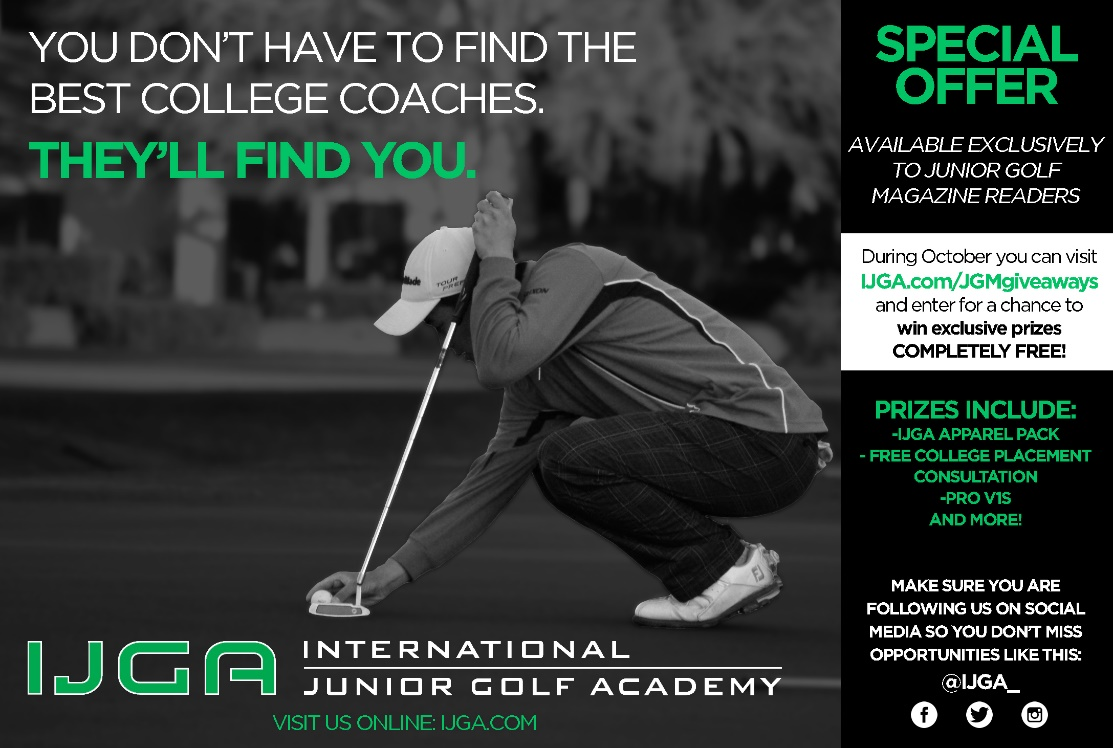 YOU DON'T HAVE TO FIND THE
BEST COLLEGE COACHES.
THEY'LL FIND YOU.
TOUR
IJGA
INTERNATIONAL
JUNIOR GOLF ACADEMY
VISIT US ONLINE: IJGA.COM
SPECIAL
OFFER
AVAILABLE EXCLUSIVELY
TO JUNIOR GOLF
MAGAZINE READERS
During October you can visit
IJGA.com/JGMgiveaways
and enter for a chance to
win exclusive prizes
COMPLETELY FREE!
PRIZES INCLUDE:
-IJGA APPAREL PACK
- FREE COLLEGE PLACEMENT
CONSULTATION
-PRO V1S
AND MORE!
MAKE SURE YOU ARE
FOLLOWING US ON SOCIAL
MEDIA SO YOU DON'T MISS
OPPORTUNITIES LIKE THIS:
@IJGA_